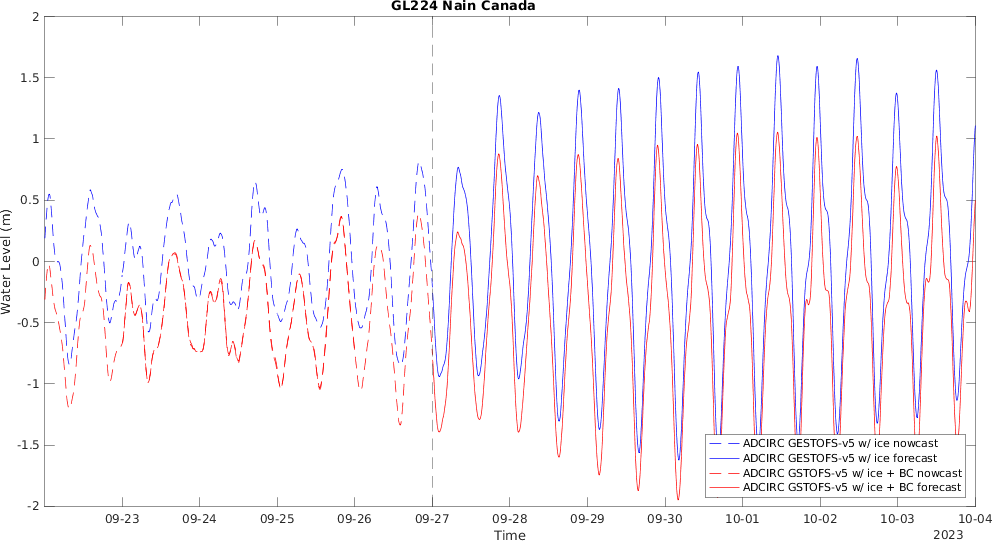 GL224 Nain Canada
Water Level (m)
2
1.5
1
0.5
0
-0.5
-1
-1.5
-2
ADCIRC GESTOFS-v5 w/ ice nowcast
ADCIRC GESTOFS-v5 w/ ice forecast
ADCIRC GSTOFS-v5 w/ ice + BC nowcast
ADCIRC GSTOFS-v5 w/ ice + BC forecast
09-23 09-24 09-25 09-26 09-27 09-28 09-29 09-30 10-01 10-02 10-03 10-04
Time
2023